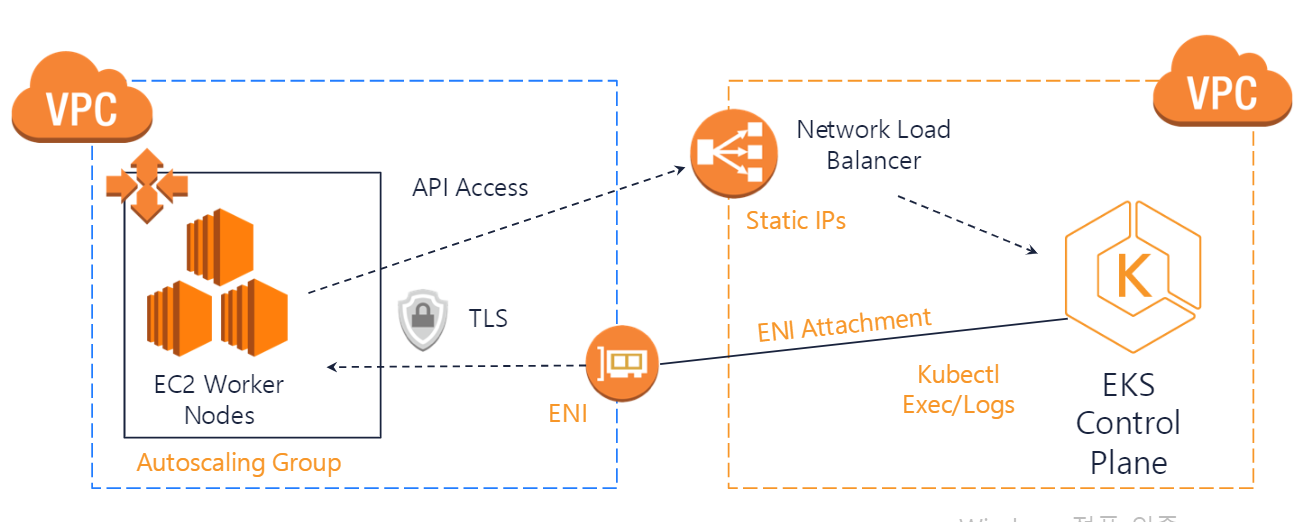 VPC
VPC
Network Load
Balancer
API Access
Static IPs
K
TLS
ENI Attachment
EC2 Worker
Nodes
ENI
Kubectl
Exec/Logs
EKS
Control
Plane
Autoscaling Group
Windows